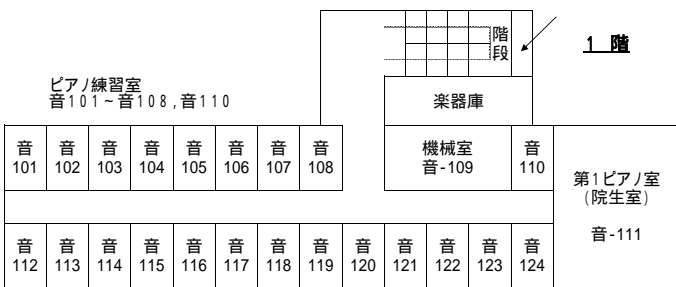 階
段
1 階
ピアノ練習室
音101~音108,音110
楽器庫
音
101
音
102
音
103
音
104
音
105
音
106
音
107
音
108
機械室
音-109
音
110
第1ピアノ室
(院生室)
音-111
音
112
音
113
音
114
音
115
音
116
音
117
音
118
音
119
音
120
音
121
音
122
音
123
音
124